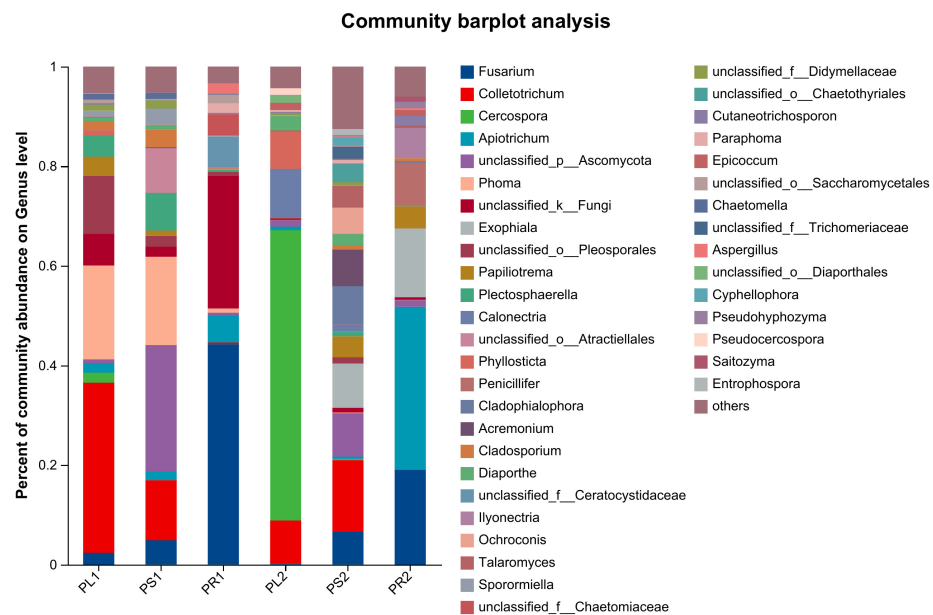 Community barplot analysis
Percent of community abundance on Genus level
1
0.8
0.6
0.4
0.2
0
PL1
PS1
PR1
PL2
PS2
PR2
Fusarium
Colletotrichum
Cercospora
Apiotrichum
unclassified_p__Ascomycota
Phoma
unclassified_k__Fungi
Exophiala
unclassified_o__Pleosporales
Papiliotrema
Plectosphaerella
Calonectria
unclassified_o__Atractiellales
Phyllosticta
Penicillifer
Cladophialophora
Acremonium
Cladosporium
Diaporthe
unclassified_f__Ceratocystidaceae
Ilyonectria
Ochroconis
Talaromyces
Sporormiella
unclassified_f__Chaetomiaceae
unclassified_f__Didymellaceae
unclassified_o__Chaetothyriales
Cutaneotrichosporon
Paraphoma
Epicoccum
unclassified_o__Saccharomycetales
Chaetomella
unclassified_f__Trichomeriaceae
Aspergillus
unclassified_o__Diaporthales
Cyphellophora
Pseudohyphozyma
Pseudocercospora
Saitozyma
Entrophospora
others